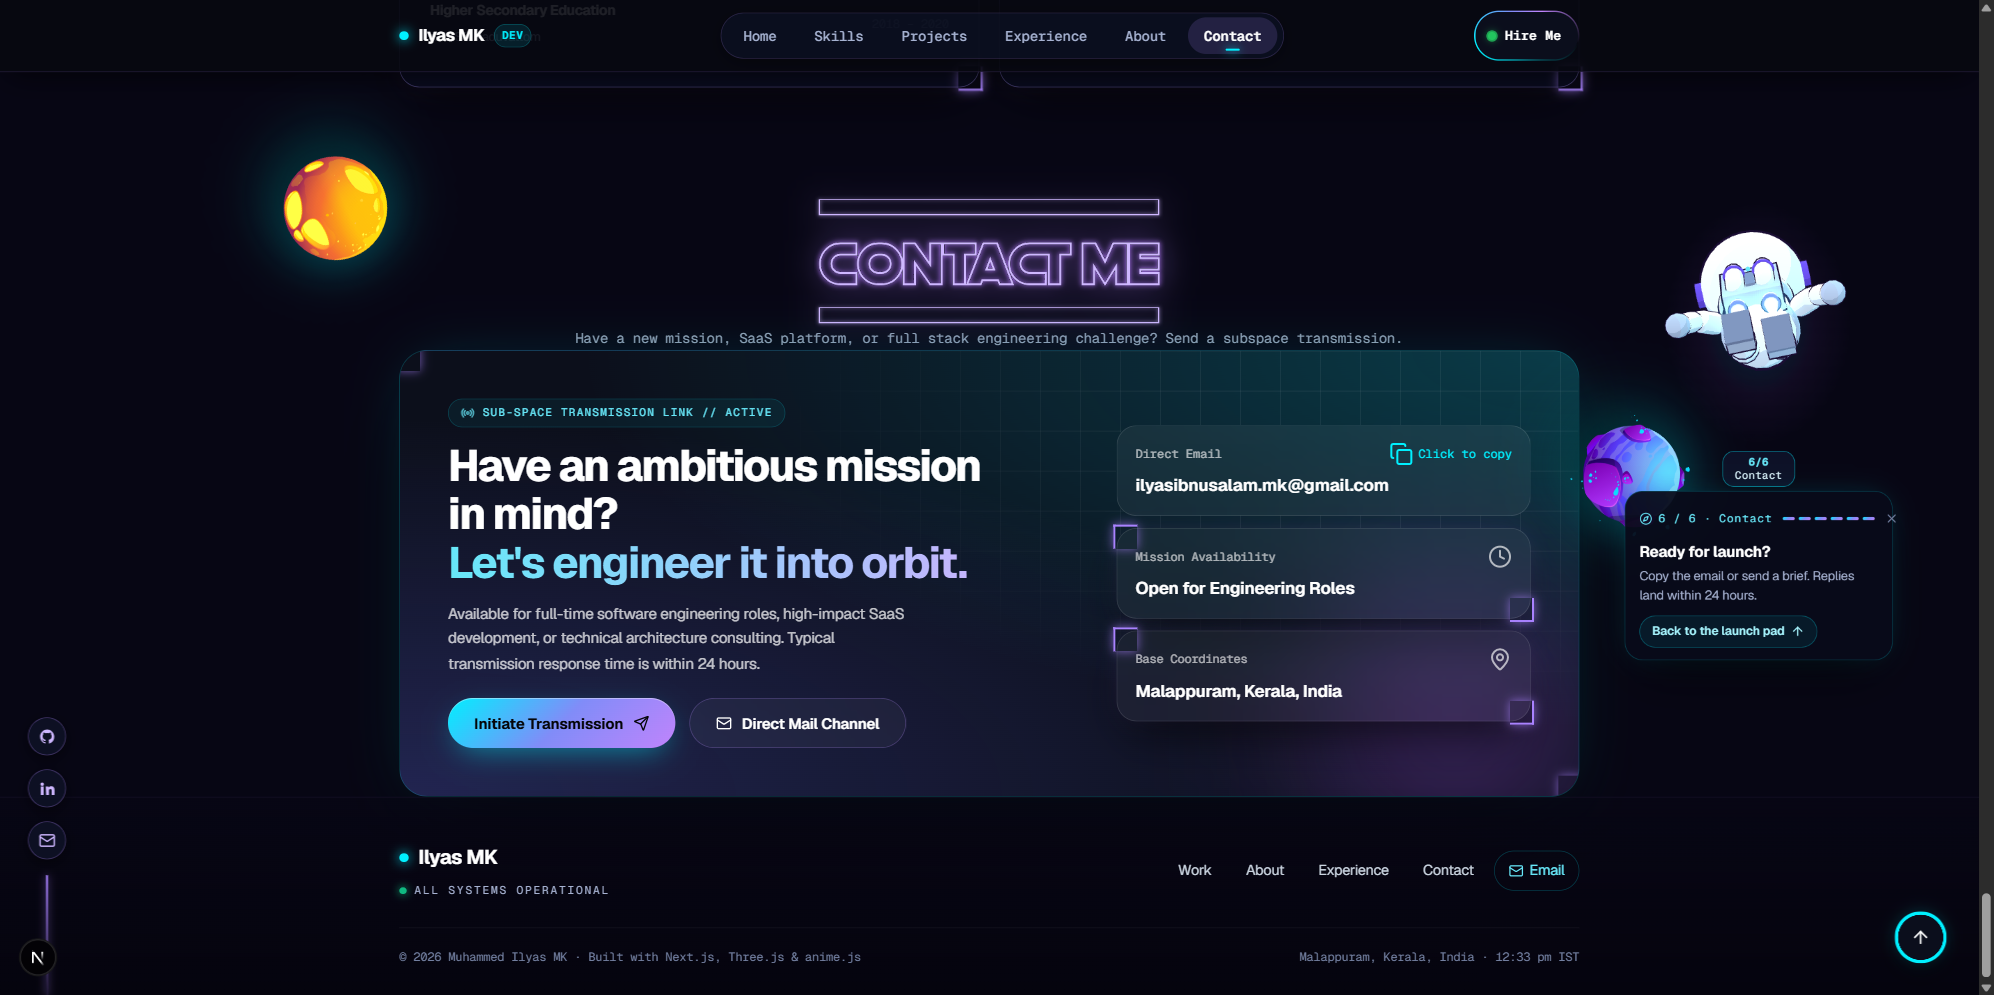 Higher Secondary Education
Ilyas MK DEV
Home Skills Projects Experience About Contact
Hire Me
CONTACT ME
Have a new mission, SaaS platform, or full stack engineering challenge? Send a subspace transmission.
SUB-SPACE TRANSMISSION LINK // ACTIVE
Have an ambitious mission
in mind?
Let's engineer it into orbit.
Available for full-time software engineering roles, high-impact SaaS
development, or technical architecture consulting. Typical
transmission response time is within 24 hours.
Initiate Transmission
Direct Mail Channel
Direct Email Click to copy
ilyasibnusalam.mk@gmail.com
Mission Availability
Open for Engineering Roles
Base Coordinates
Malappuram, Kerala, India
6/6
Contact
6 / 6 · Contact
Ready for launch?
Copy the email or send a brief. Replies
land within 24 hours.
Back to the launch pad
Ilyas MK
ALL SYSTEMS OPERATIONAL
Work About Experience Contact Email
© 2026 Muhammed Ilyas MK · Built with Next.js, Three.js & anime.js
Malappuram, Kerala, India · 12:33 pm IST